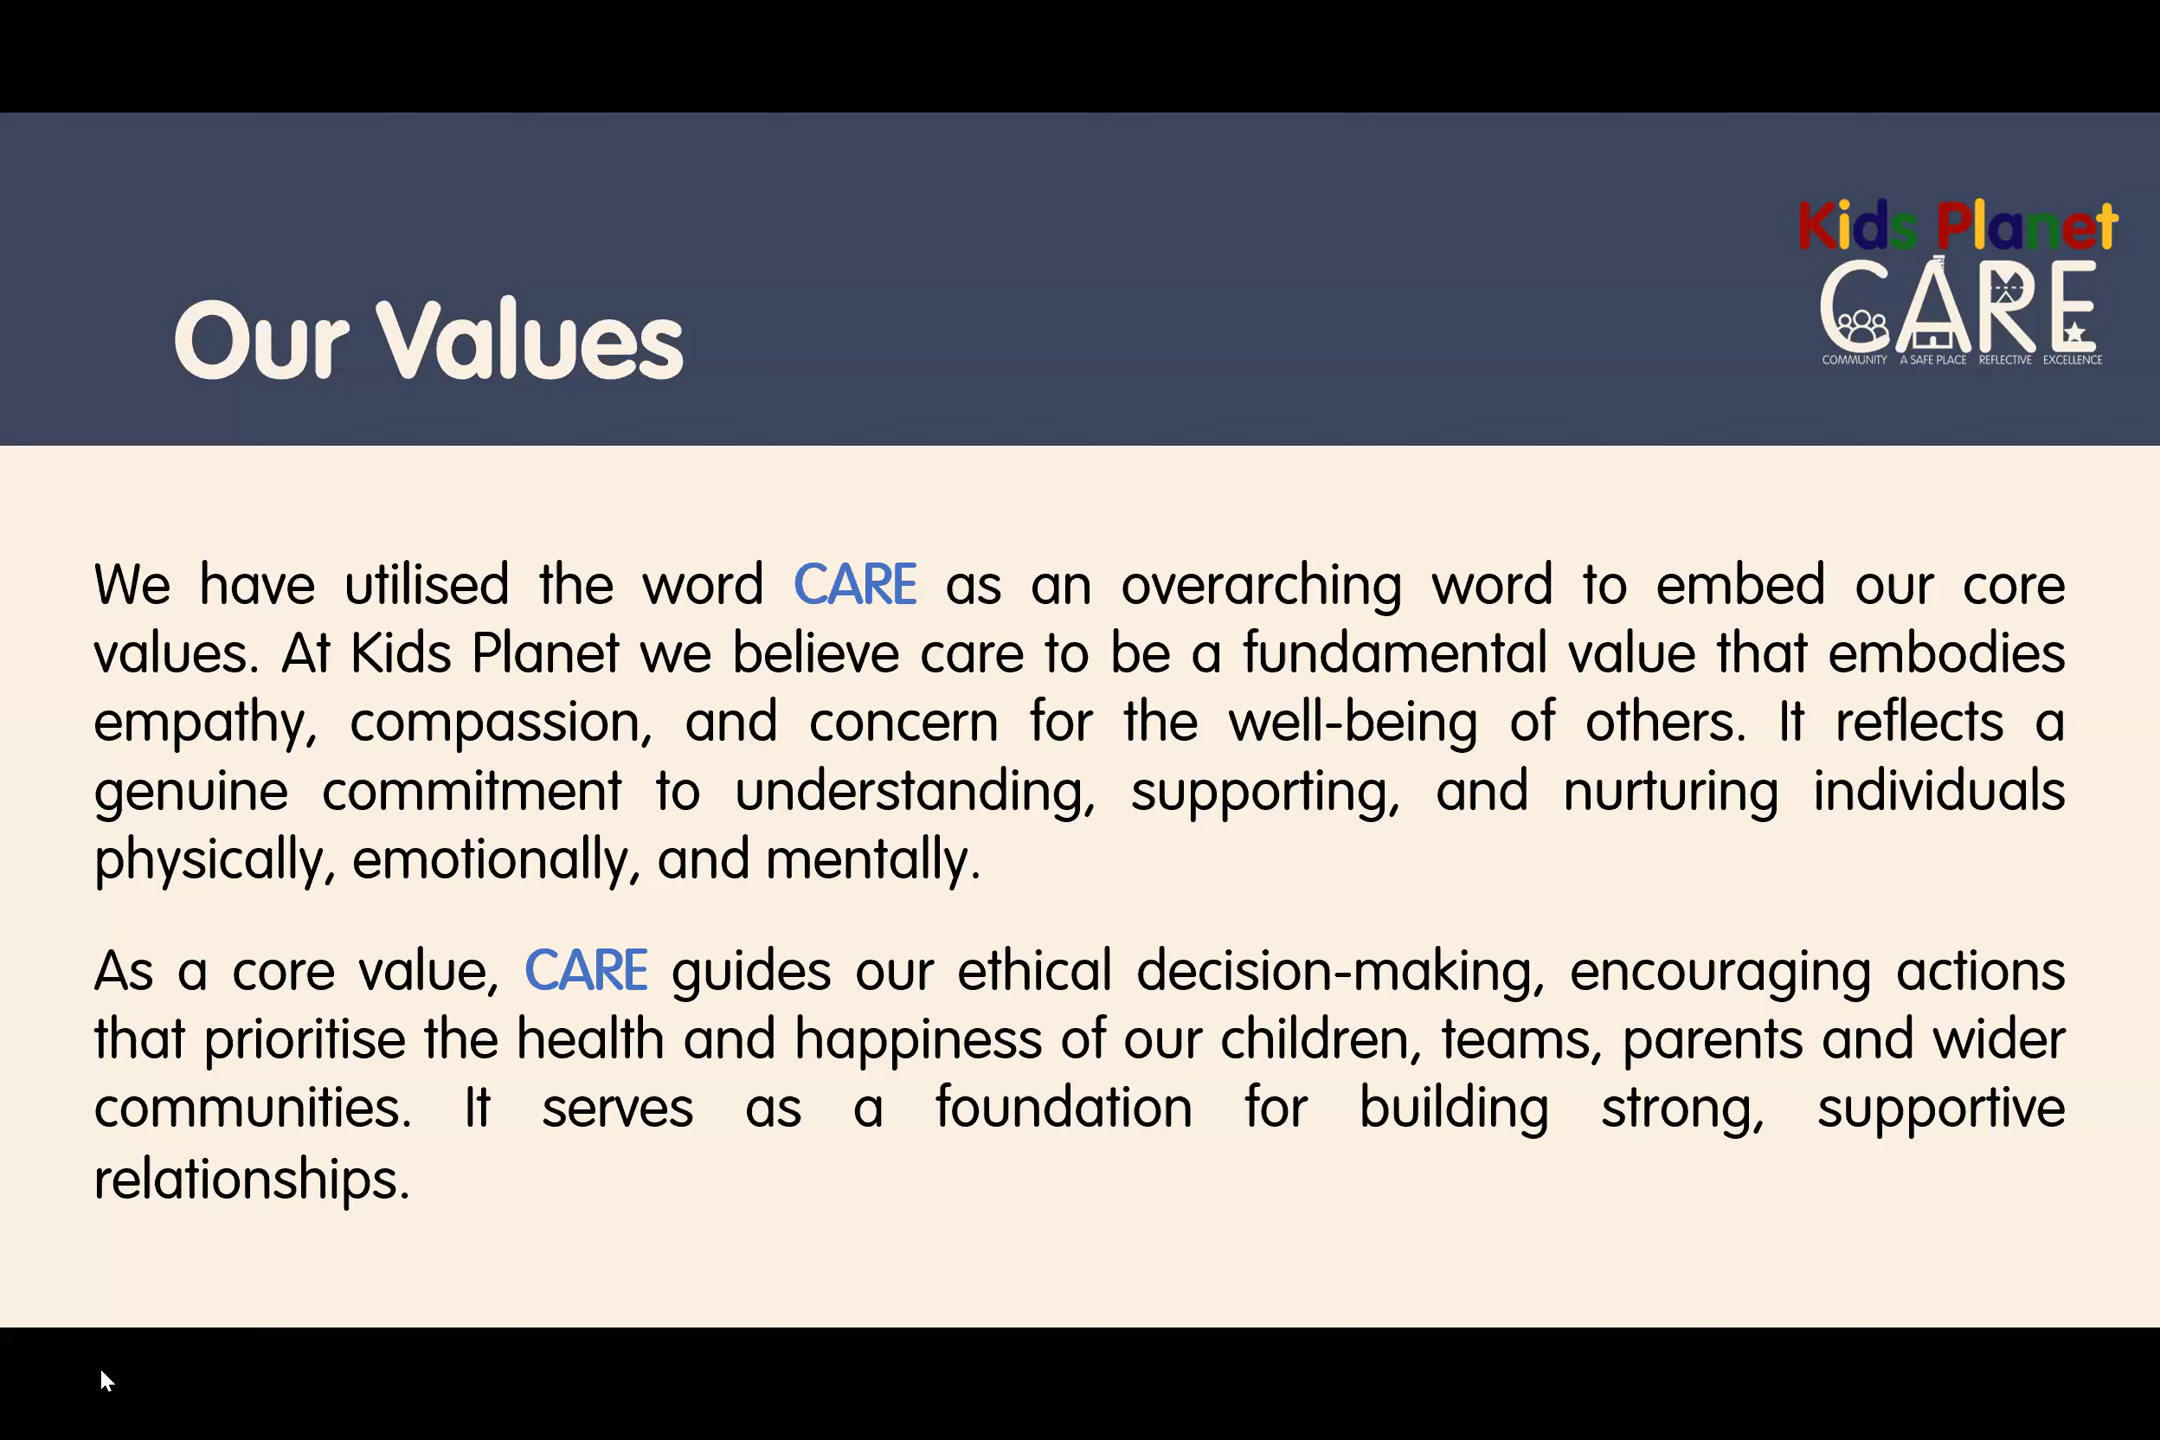 Kids Planet
CARE
COMMUNITY A SAFE PLACE REFLECTIVE EXCELLENCE
Our Values
We have utilised the word CARE as an overarching word to embed our core
values. At Kids Planet we believe care to be a fundamental value that embodies
empathy, compassion, and concern for the well-being of others. It reflects a
genuine commitment to understanding, supporting, and nurturing individuals
physically, emotionally, and mentally.
As a core value, CARE guides our ethical decision-making, encouraging actions
that prioritise the health and happiness of our children, teams, parents and wider
communities. It serves as a foundation for building strong, supportive
relationships.